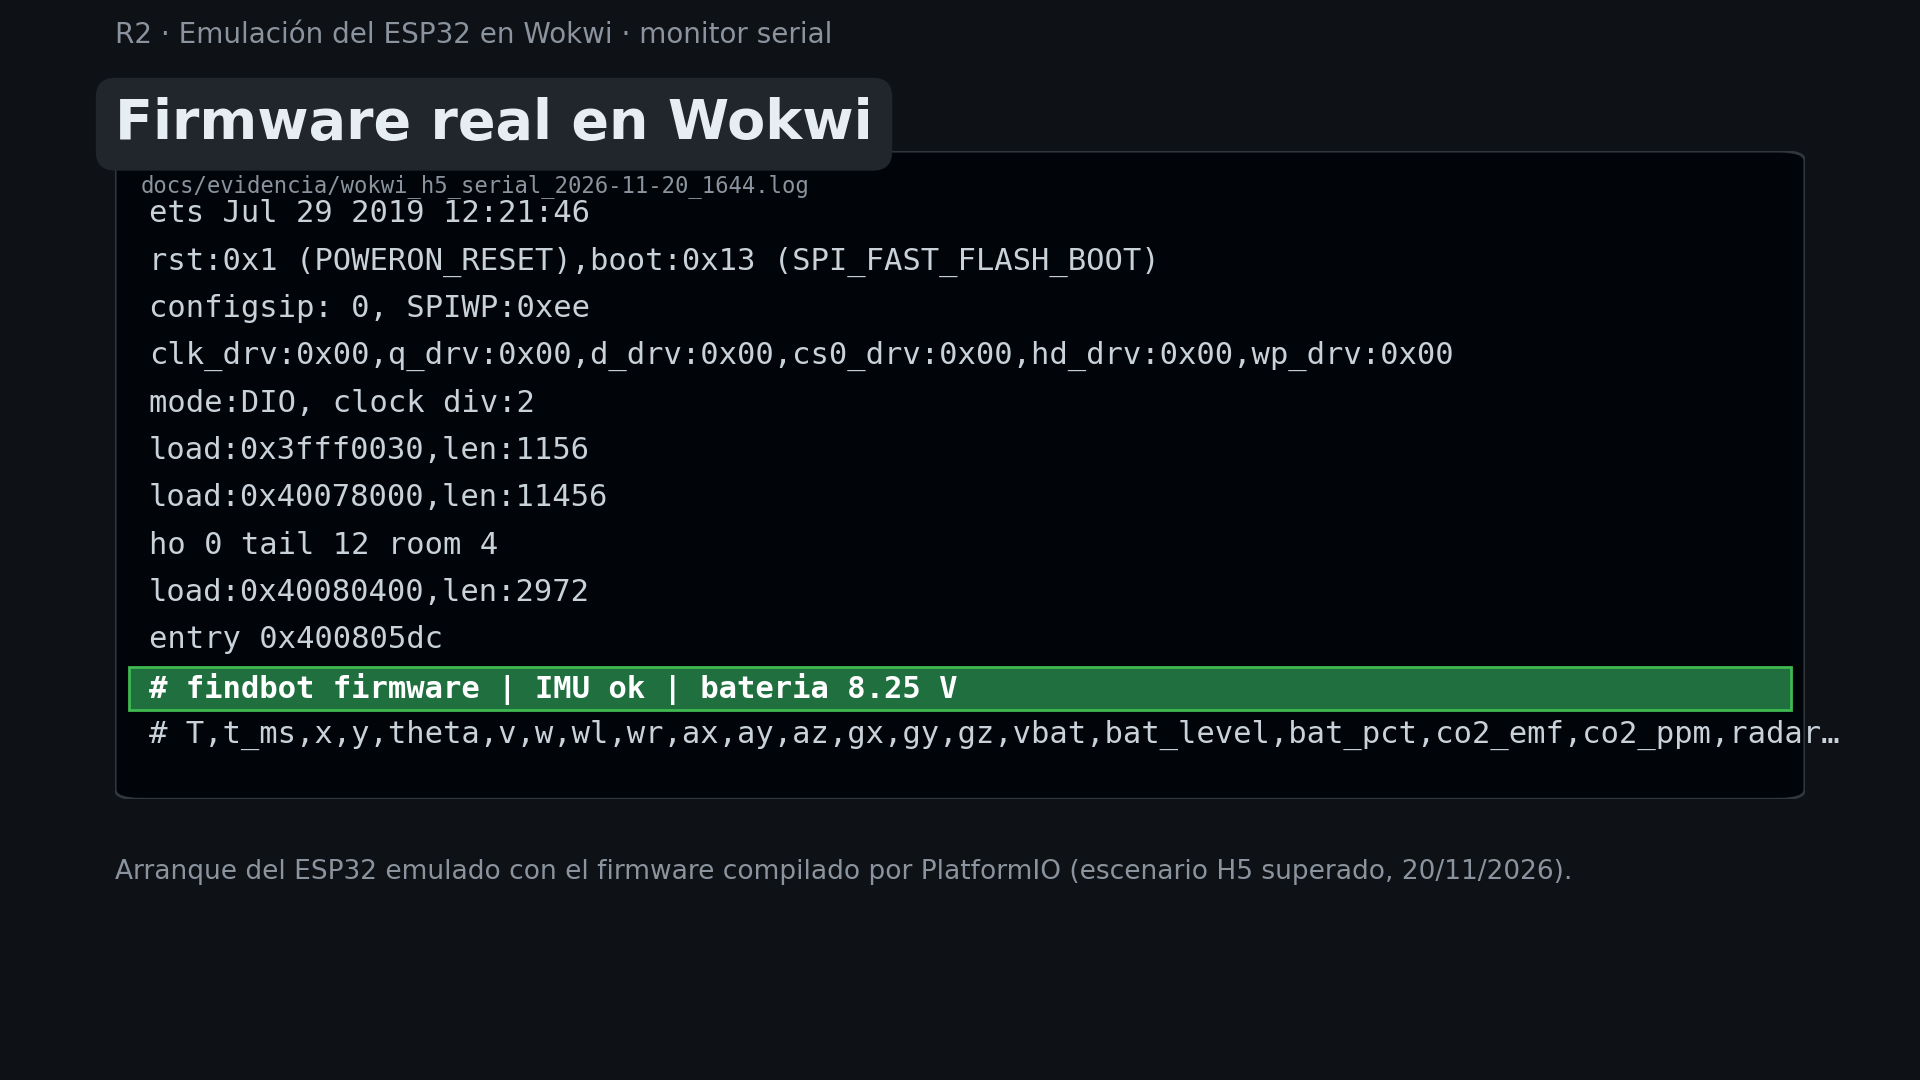 R2 · Emulación del ESP32 en Wokwi · monitor serial
Firmware real en Wokwi
docs/evidencia/wokwi_h5_serial_2026-11-20_1644.log
ets Jul 29 2019 12:21:46
rst:0x1 (POWERON_RESET),boot:0x13 (SPI_FAST_FLASH_BOOT)
configsip: 0, SPIWP:0xee
clk_drv:0x00,q_drv:0x00,d_drv:0x00,cs0_drv:0x00,hd_drv:0x00,wp_drv:0x00
mode:DIO, clock div:2
load:0x3fff0030,len:1156
load:0x40078000,len:11456
ho 0 tail 12 room 4
load:0x40080400,len:2972
entry 0x400805dc
# findbot firmware | IMU ok | bateria 8.25 V
# T,t_ms,x,y,theta,v,w,wl,wr,ax,ay,az,gx,gy,gz,vbat,bat_level,bat_pct,co2_emf,co2_ppm,radar…
Arranque del ESP32 emulado con el firmware compilado por PlatformIO (escenario H5 superado, 20/11/2026).